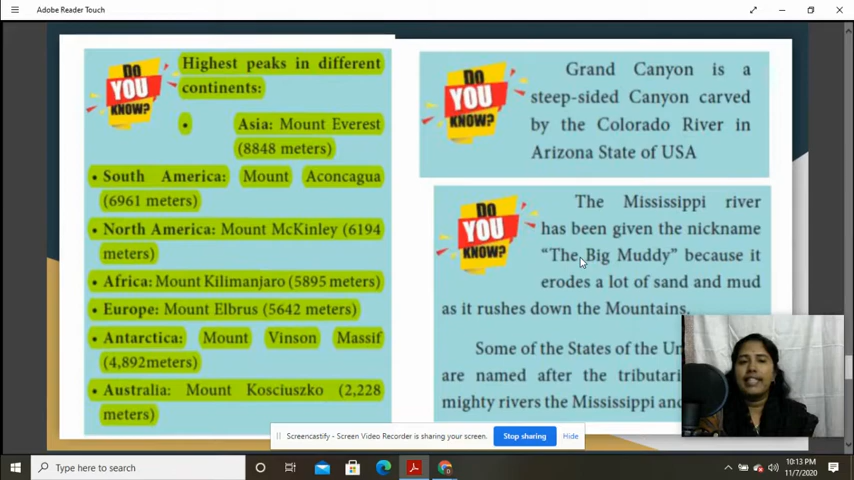 Adobe Reader Touch
DO
YOU
KNOW?
Highest peaks in different
continents:
• Asia: Mount Everest
(8848 meters)
• South America: Mount Aconcagua
(6961 meters)
• North America: Mount McKinley (6194
meters)
• Africa: Mount Kilimanjaro (5895 meters)
• Europe: Mount Elbrus (5642 meters)
• Antarctica: Mount Vinson Massif
(4,892meters)
• Australia: Mount Kosciuszko (2,228
meters)
DO
YOU
KNOW?
Grand Canyon is a
steep-sided Canyon carved
by the Colorado River in
Arizona State of USA
DO
YOU
KNOW?
The Mississippi river
has been given the nickname
“The Big Muddy” because it
erodes a lot of sand and mud
as it rushes down the Mountains.
Some of the States of the
are named after the
mighty rivers the Mississippi and
Screencastify - Screen Video Recorder is sharing your screen.
Stop sharing
Hide
Type here to search
10:13 PM
11/7/2020